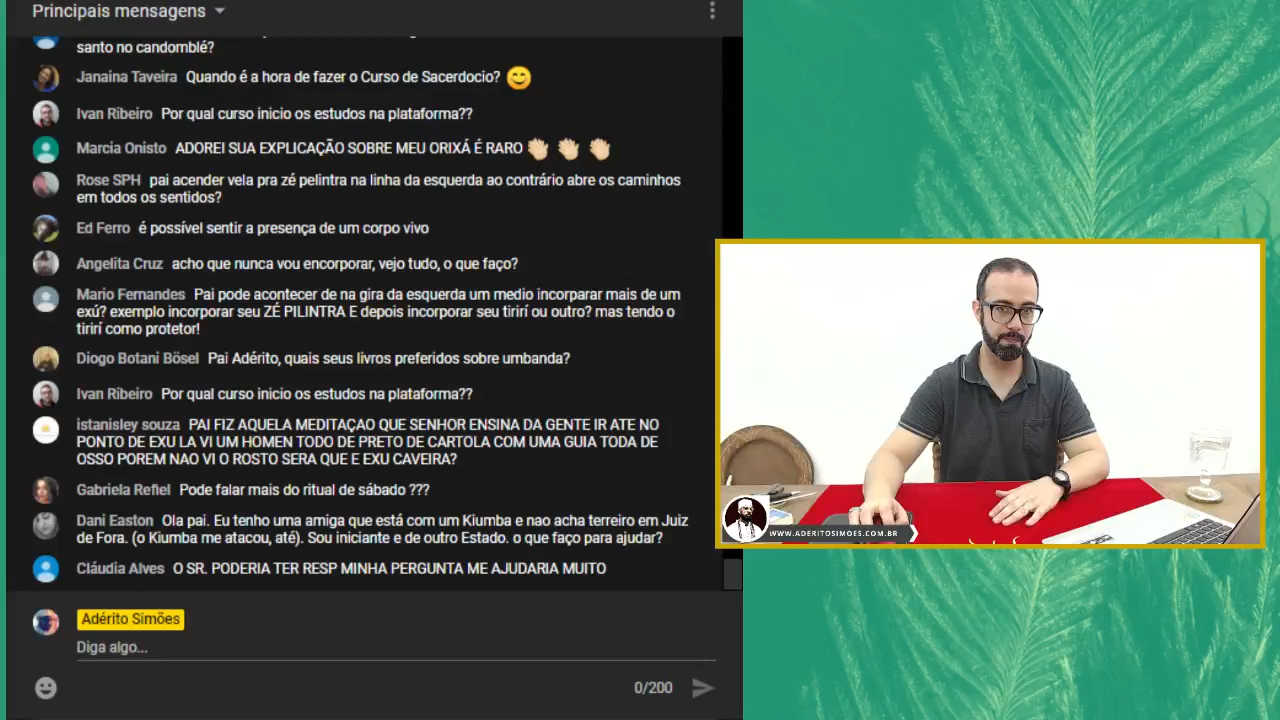 Principais mensagens
santo no candomblé?
Janaina Taveira Quando é a hora de fazer o Curso de Sacerdocio?
Ivan Ribeiro Por qual curso inicio os estudos na plataforma??
Marcia Onisto ADOREI SUA EXPLICAÇÃO SOBRE MEU ORIXÁ É RARO
Rose SPH pai acender vela pra zé pelintra na linha da esquerda ao contrário abre os caminhos
em todos os sentidos?
Ed Ferro é possível sentir a presença de um corpo vivo
Angelita Cruz acho que nunca vou encorporar, vejo tudo, o que faço?
Mario Fernandes Pai pode acontecer de na gira da esquerda um medio incorparar mais de um
exú? exemplo incorporar seu ZÉ PILINTRA E depois incorporar seu tirirí ou outro? mas tendo o
tirirí como protetor!
Diogo Botani Bösel Pai Adérito, quais seus livros preferidos sobre umbanda?
Ivan Ribeiro Por qual curso inicio os estudos na plataforma??
istanisley souza PAI FIZ AQUELA MEDITAÇAO QUE SENHOR ENSINA DA GENTE IR ATE NO
PONTO DE EXU LA VI UM HOMEN TODO DE PRETO DE CARTOLA COM UMA GUIA TODA DE
OSSO POREM NAO VI O ROSTO SERA QUE E EXU CAVEIRA?
Gabriela Refiel Pode falar mais do ritual de sábado ???
Dani Easton Ola pai. Eu tenho uma amiga que está com um Kiumba e nao acha terreiro em Juiz
de Fora. (o Kiumba me atacou, até). Sou iniciante e de outro Estado. o que faço para ajudar?
Cláudia Alves O SR. PODERIA TER RESP MINHA PERGUNTA ME AJUDARIA MUITO
Adérito Simões
Diga algo...
0/200
WWW.ADERITOSIMOES.COM.BR